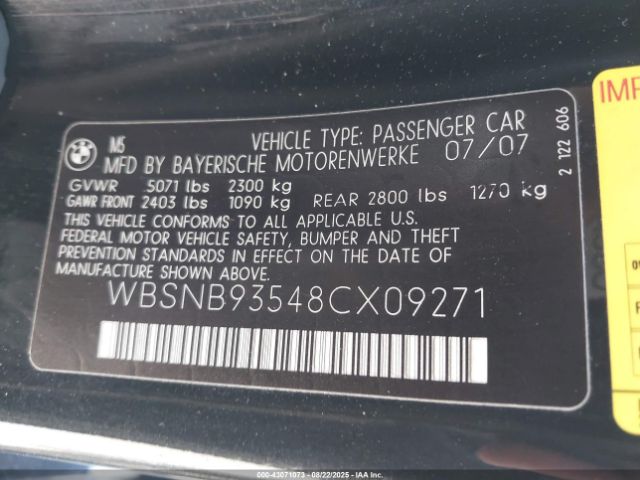 BMW
M5
VEHICLE TYPE: PASSENGER CAR
MFD BY BAYERISCHE MOTORENWERKE 07/07
GVWR 5071 lbs 2300 kg
GAWR FRONT 2403 lbs 1090 kg REAR 2800 lbs 1270 kg
THIS VEHICLE CONFORMS TO ALL APPLICABLE U.S.
FEDERAL MOTOR VEHICLE SAFETY, BUMPER AND THEFT
PREVENTION STANDARDS IN EFFECT ON THE DATE OF
MANUFACTURE SHOWN ABOVE.
WBSNB93548CX09271
2 122 606
IMP
© IAA - 43071073 - 08/22/2025 - IAAI.COM